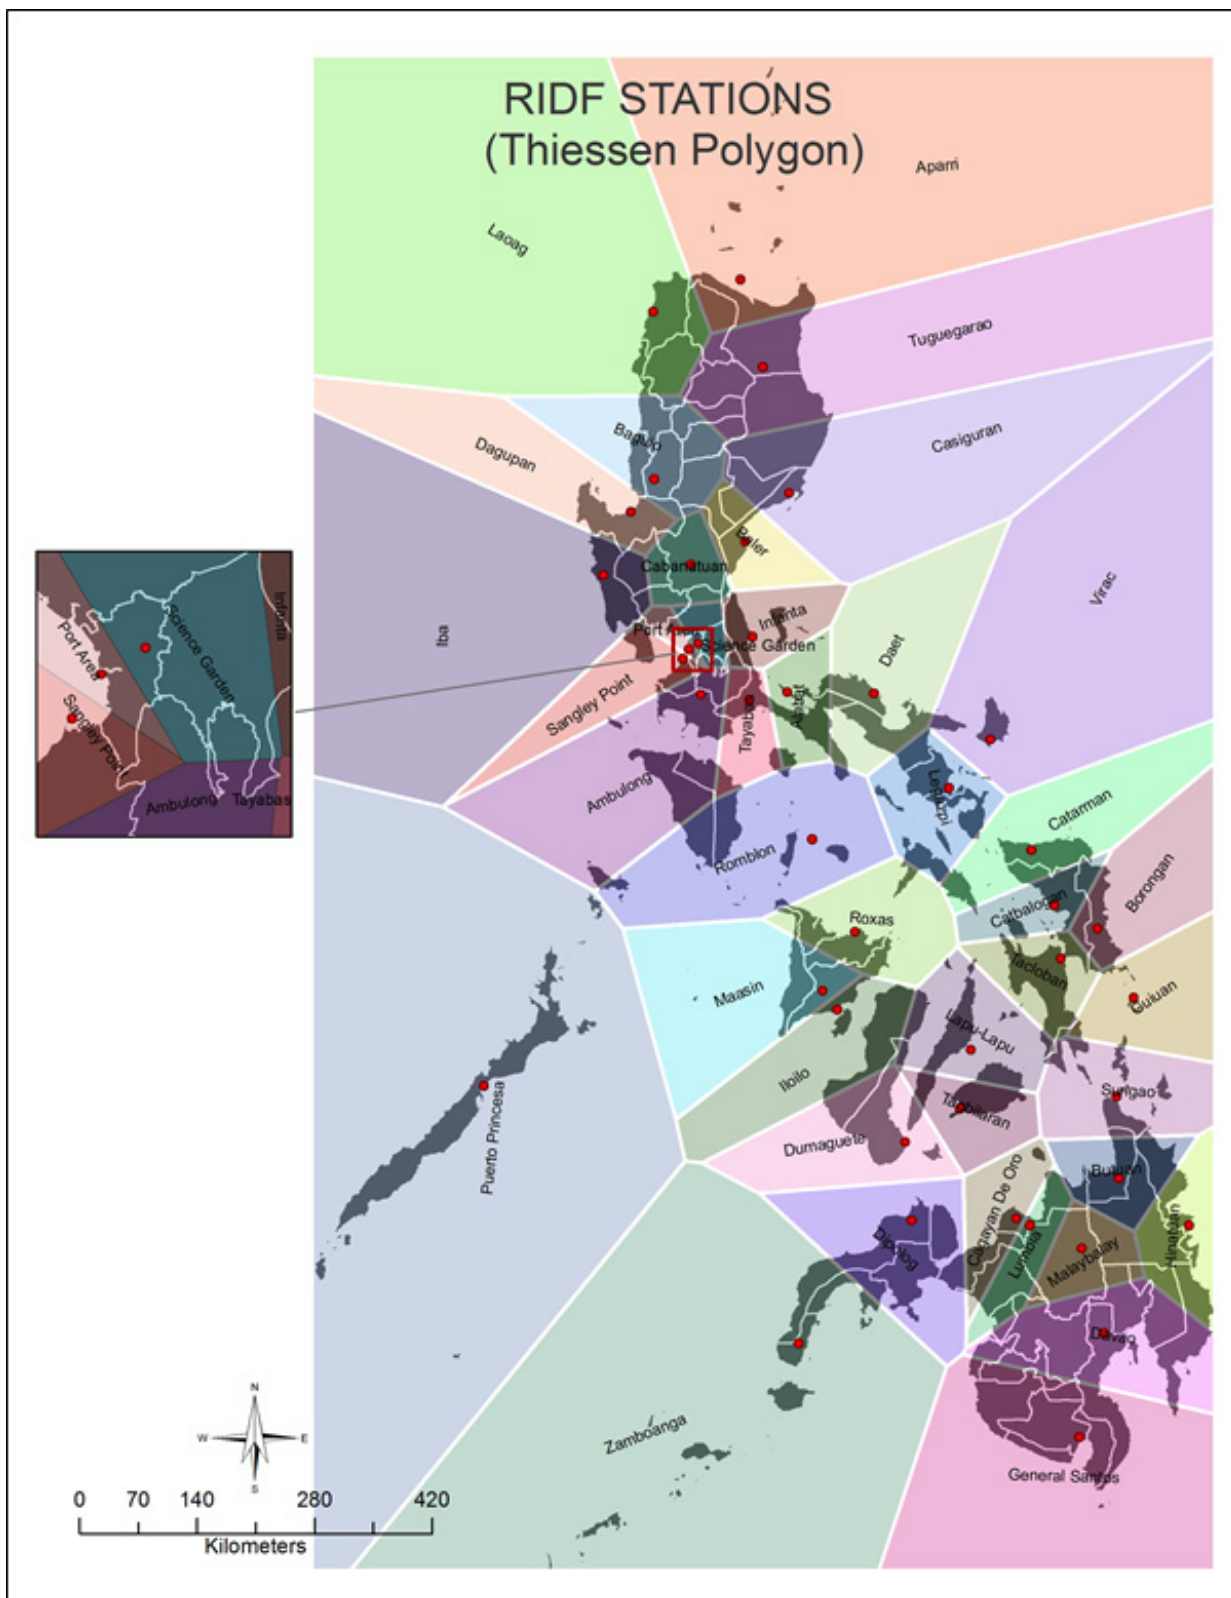 RIDF STATIONS
(Thiessen Polygon)
Aparri
Laoag
Tuguegarao
Baguio
Dagupan
Casiguran
Baler
Cabanatuan
Virac
Iba
Infanta
Port Area
Science Garden
Daet
Sangley Point
Tayabas
Alabat
Ambulong
Legazpi
Catarman
Romblon
Borongan
Catbalogan
Roxas
Tacloban
Maasin
Guiuan
Lapu-Lapu
Iloilo
Surigao
Tagbilaran
Puerto Princesa
Dumaguete
Butuan
Cagayan De Oro
Hinatuan
Dipolog
Lumbia
Malaybalay
Davao
Zamboanga
General Santos
Infanta
Science Garden
Port Area
Sangley Point
Ambulong
Tayabas
N
W
E
S
0 70 140 280 420
Kilometers